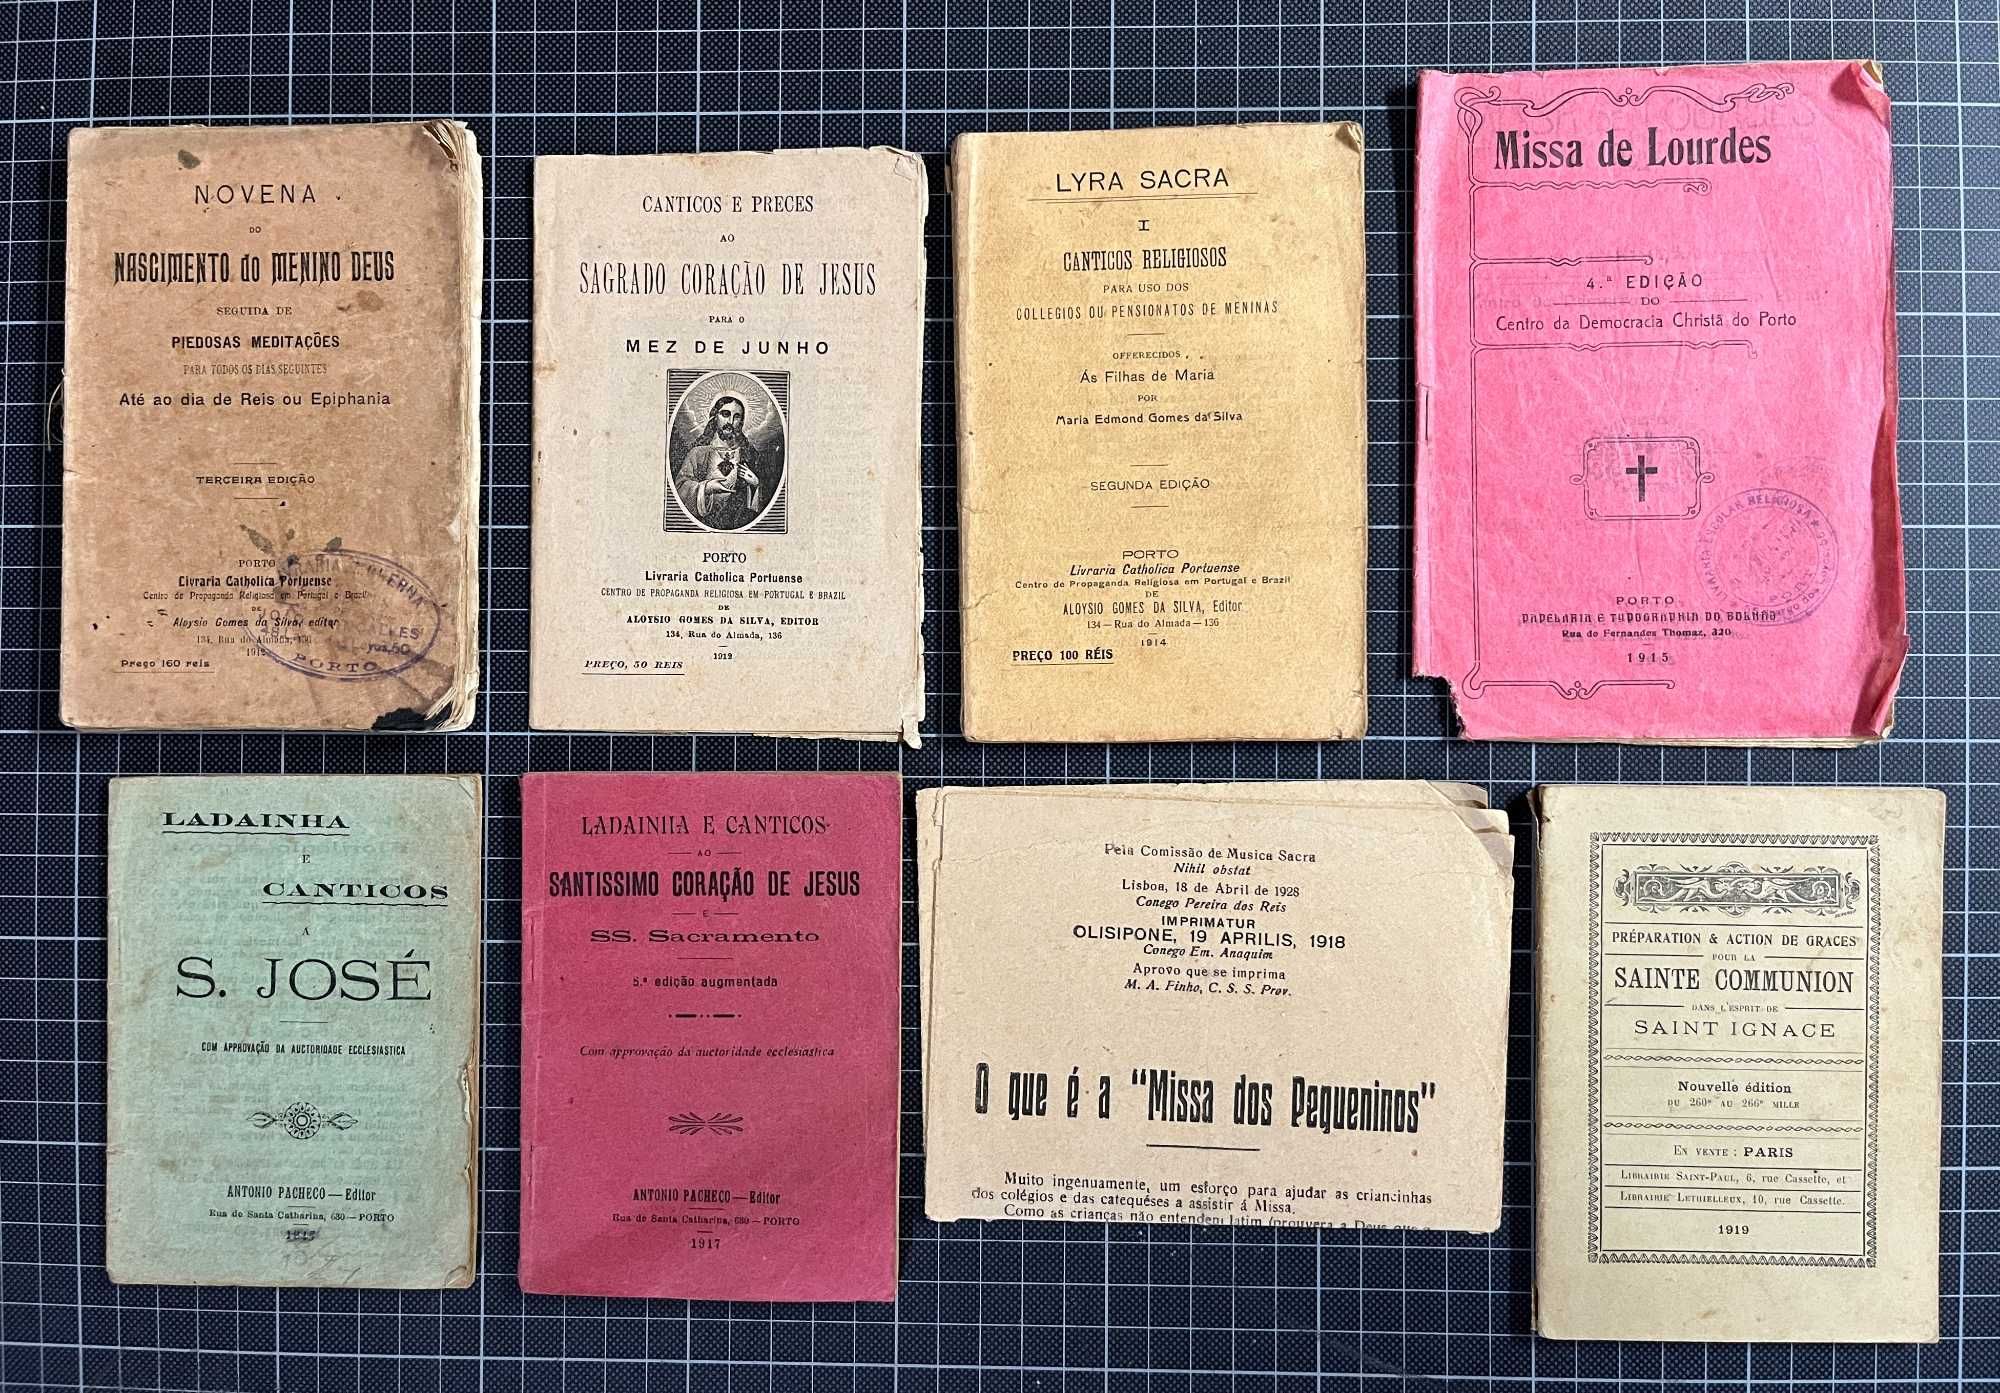 NOVENA
DO
NASCIMENTO do MENINO DEUS
SEGUIDA DE
PIEDOSAS MEDITAÇÕES
PARA TODOS OS DIAS SEGUINTES
Até ao dia de Reis ou Epiphania
TERCEIRA EDIÇÃO
PORTO
Livraria Catholica Portuense
Centro de Propaganda Religiosa em Portugal e Brazil
DE
Aloysio Gomes da Silva, editor
134, Rua do Almada, 136
Preço 160 reis
PORTO
CANTICOS E PRECES
AO
SAGRADO CORAÇÃO DE JESUS
PARA O
MEZ DE JUNHO
PORTO
Livraria Catholica Portuense
CENTRO DE PROPAGANDA RELIGIOSA EM PORTUGAL E BRAZIL
DE
ALOYSIO GOMES DA SILVA, EDITOR
134, Rua do Almada, 136
1912
PREÇO, 50 REIS
LYRA SACRA
I
CANTICOS RELIGIOSOS
PARA USO DOS
COLLEGIOS OU PENSIONATOS DE MENINAS
OFFERECIDOS
Ás Filhas de Maria
POR
Maria Edmond Gomes da Silva
SEGUNDA EDIÇÃO
PORTO
Livraria Catholica Portuense
Centro de Propaganda Religiosa em Portugal e Brazil
DE
ALOYSIO GOMES DA SILVA, Editor
134—Rua do Almada—136
1914
PREÇO 100 RÉIS
Missa de Lourdes
4.ª EDIÇÃO
DO
Centro da Democracia Christã do Porto
PORTO
PAPELARIA E TYPOGRAPHIA DO BOLHÃO
Rua de Fernandes Thomaz, 320
1915
LADAINHA
E
CANTICOS
A
S. JOSÉ
COM APPROVAÇÃO DA AUCTORIDADE ECCLESIASTICA
ANTONIO PACHECO—Editor
Rua de Santa Catharina, 630—PORTO
LADAINHA E CANTICOS
AO
SANTISSIMO CORAÇÃO DE JESUS
E
SS. Sacramento
5.ª edição augmentada
Com approvação da auctoridade ecclesiastica
ANTONIO PACHECO—Editor
Rua de Santa Catharina, 630—PORTO
1917
Pela Comissão de Musica Sacra
Nihil obstat
Lisboa, 18 de Abril de 1928
Conego Pereira dos Reis
IMPRIMATUR
OLISIPONE, 19 APRILIS, 1918
Conego Em. Anaquim
Aprovo que se imprima
M. A. Finho, C. S. S. Prov.
O que é a "Missa dos Pequeninos"
Muito ingenuamente, um esforço para ajudar as criancinhas
dos colégios e das catequéses a assistir á Missa.
Como as crianças não entendem latim (prouvera a Deus que o
PRÉPARATION & ACTION DE GRACES
POUR LA
SAINTE COMMUNION
DANS L'ESPRIT DE
SAINT IGNACE
Nouvelle édition
DU 260e AU 266e MILLE
EN VENTE : PARIS
LIBRAIRIE SAINT-PAUL, 6, rue Cassette, et
LIBRAIRIE LETHIELLEUX, 10, rue Cassette.
1919